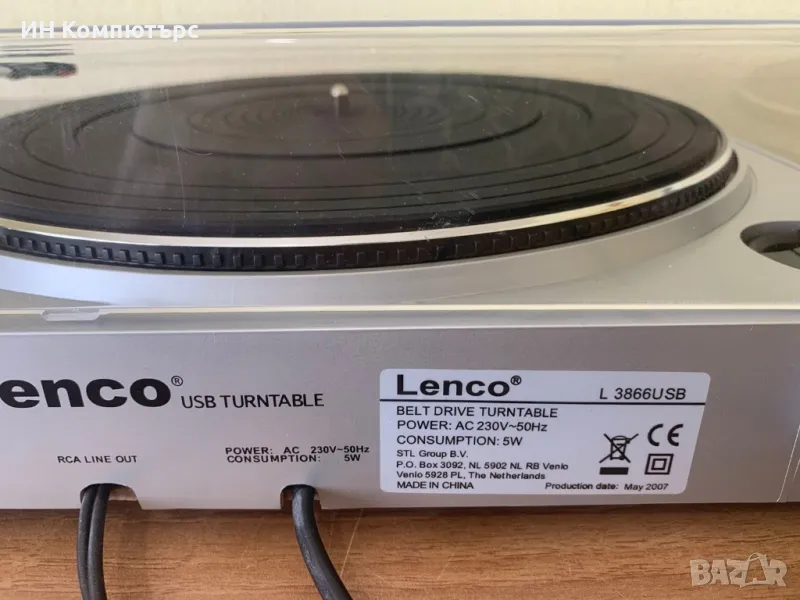 ИН Компютърс
enco® USB TURNTABLE
RCA LINE OUT
POWER: AC 230V~50Hz
CONSUMPTION: 5W
Lenco® L 3866USB
BELT DRIVE TURNTABLE
POWER: AC 230V~50Hz
CONSUMPTION: 5W
STL Group B.V.
P.O. Box 3092, NL 5902 NL RB Venlo
Venlo 5928 PL, The Netherlands
MADE IN CHINA Production date: May 2007
CE
BAZAR